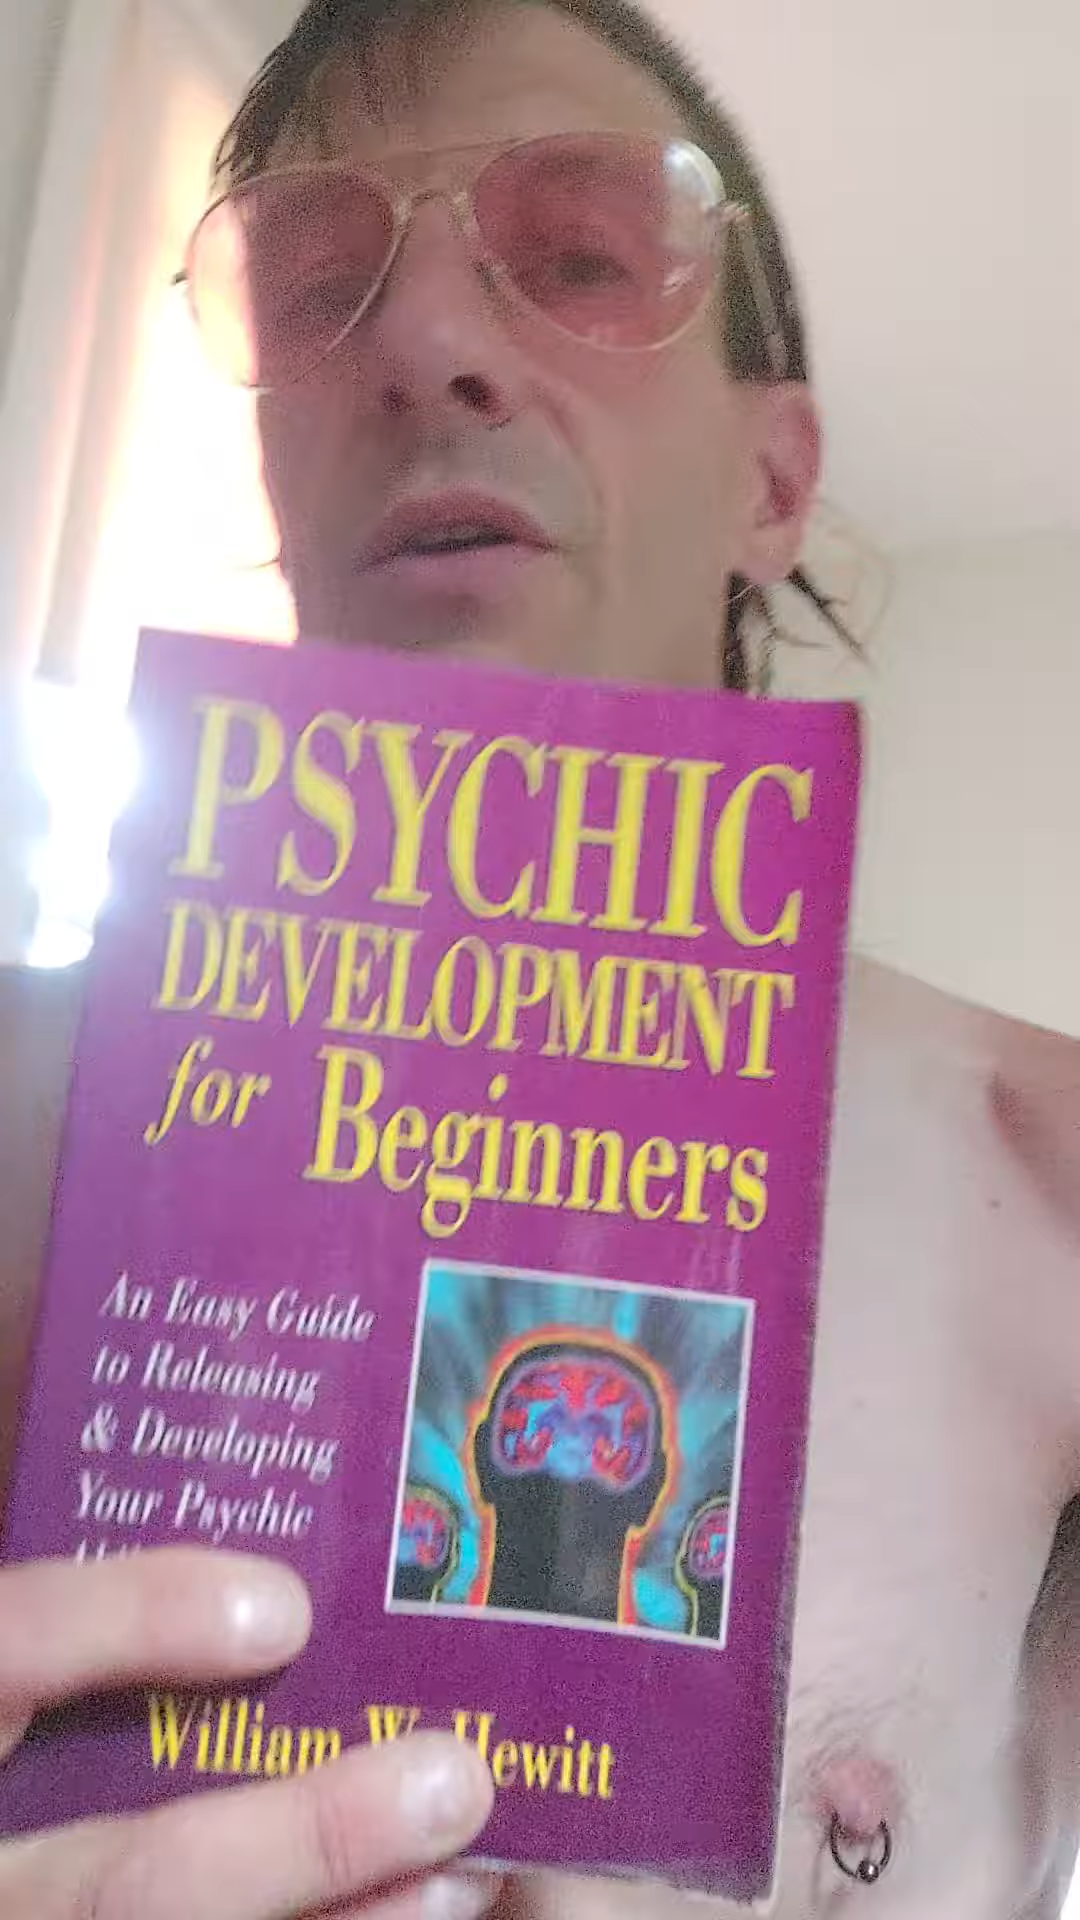 PSYCHIC
DEVELOPMENT
for Beginners
An Easy Guide
to Releasing
& Developing
Your Psychic
William W. Hewitt